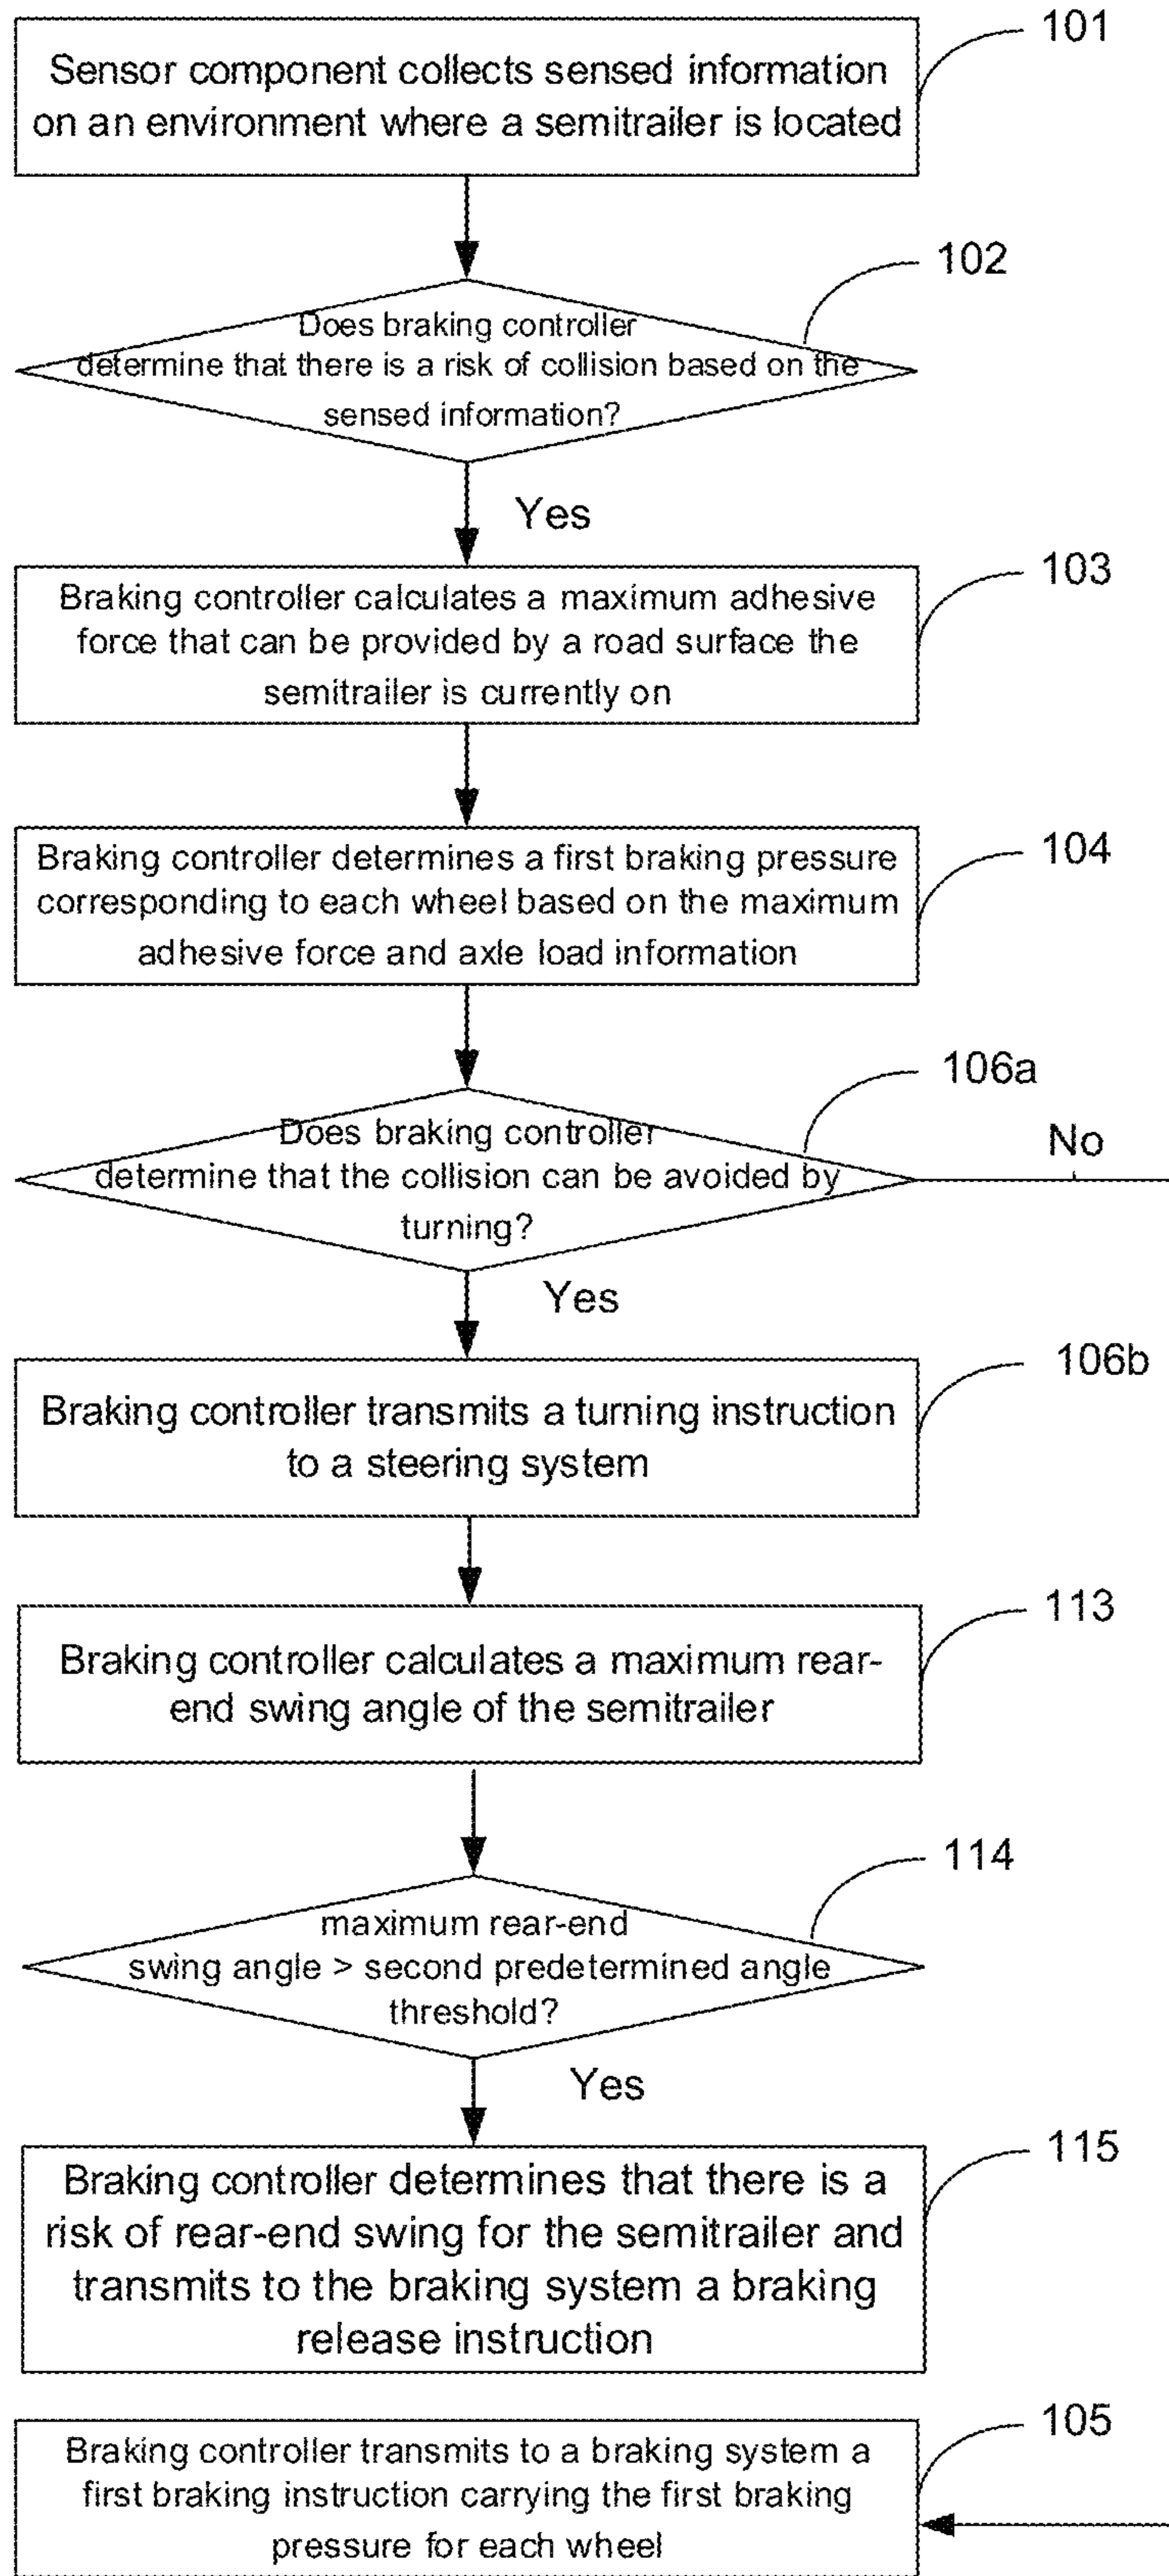 101
Sensor component collects sensed information
on an environment where a semitrailer is located
102
Does braking controller
determine that there is a risk of collision based on the
sensed information?
Yes
103
Braking controller calculates a maximum adhesive
force that can be provided by a road surface the
semitrailer is currently on
104
Braking controller determines a first braking pressure
corresponding to each wheel based on the maximum
adhesive force and axle load information
106a
Does braking controller
determine that the collision can be avoided by
turning?
No
Yes
106b
Braking controller transmits a turning instruction
to a steering system
113
Braking controller calculates a maximum rear-
end swing angle of the semitrailer
114
maximum rear-end
swing angle > second predetermined angle
threshold?
Yes
115
Braking controller determines that there is a
risk of rear-end swing for the semitrailer and
transmits to the braking system a braking
release instruction
105
Braking controller transmits to a braking system a
first braking instruction carrying the first braking
pressure for each wheel